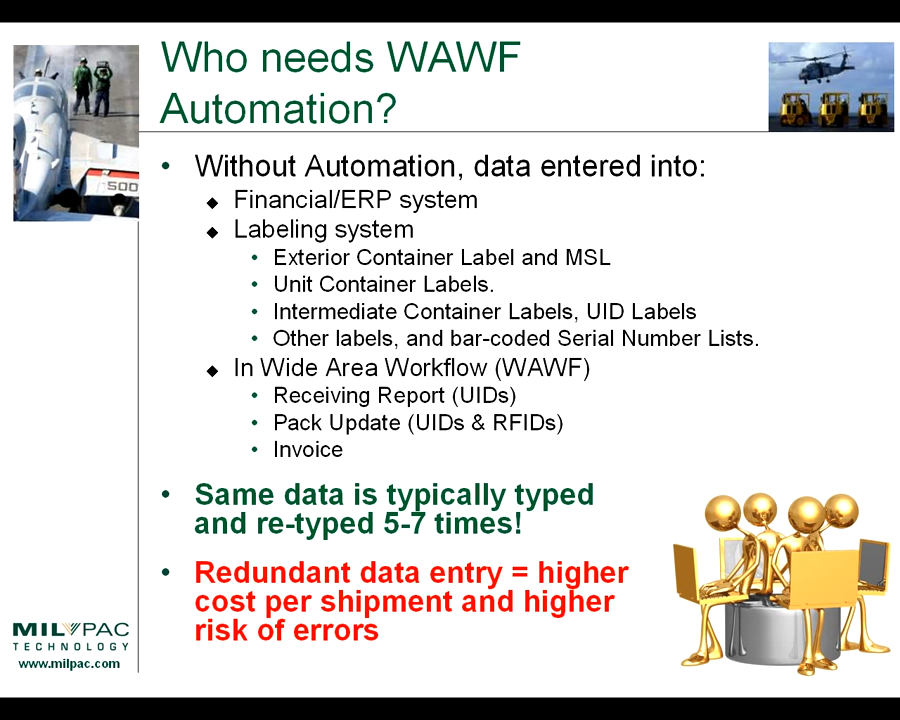 Who needs WAWF
Automation?
• Without Automation, data entered into:
◆ Financial/ERP system
◆ Labeling system
• Exterior Container Label and MSL
• Unit Container Labels.
• Intermediate Container Labels, UID Labels
• Other labels, and bar-coded Serial Number Lists.
◆ In Wide Area Workflow (WAWF)
• Receiving Report (UIDs)
• Pack Update (UIDs & RFIDs)
• Invoice
• Same data is typically typed
and re-typed 5-7 times!
• Redundant data entry = higher
cost per shipment and higher
risk of errors
500
MIL PAC
TECHNOLOGY
www.milpac.com